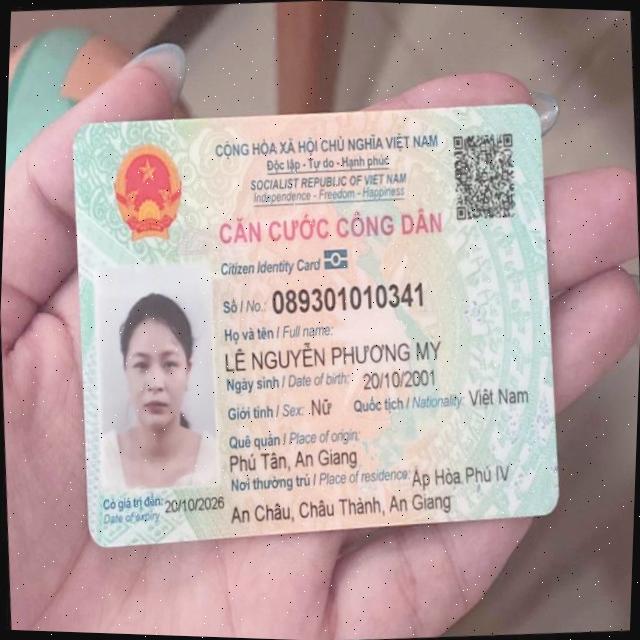 CỘNG HÒA XÃ HỘI CHỦ NGHĨA VIỆT NAM
Độc lập - Tự do - Hạnh phúc
SOCIALIST REPUBLIC OF VIET NAM
Independence - Freedom - Happiness
CĂN CƯỚC CÔNG DÂN
Citizen Identity Card
Số / No.: 089301010341
Họ và tên / Full name:
LÊ NGUYỄN PHƯƠNG MY
Ngày sinh / Date of birth: 20/10/2001
Giới tính / Sex: Nữ Quốc tịch / Nationality: Việt Nam
Quê quán / Place of origin:
Phú Tân, An Giang
Nơi thường trú / Place of residence: Ấp Hòa Phú IV
An Châu, Châu Thành, An Giang
Có giá trị đến: 20/10/2026
Date of expiry